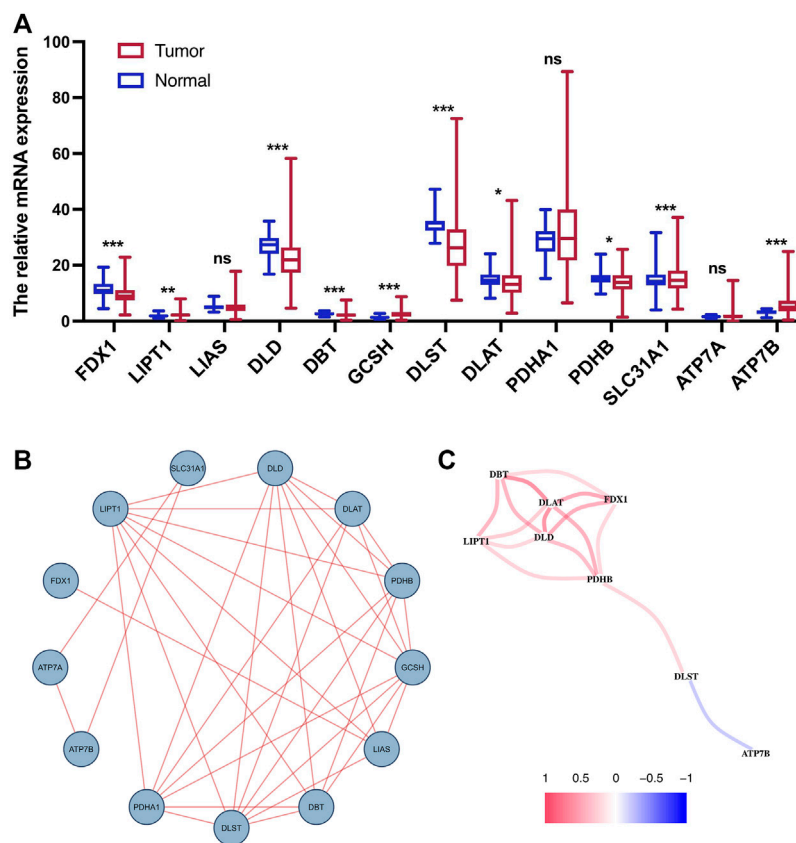 A
The relative mRNA expression
100
80
60
40
20
0
Tumor
Normal
***
**
ns
***
***
***
***
*
ns
*
***
ns
***
FDX1
LIPT1
LIAS
DLD
DBT
GCSH
DLST
DLAT
PDHA1
PDHB
SLC31A1
ATP7A
ATP7B
B
SLC31A1
DLD
LIPT1
DLAT
FDX1
PDHB
ATP7A
GCSH
ATP7B
LIAS
PDHA1
DBT
DLST
C
DBT
DLAT
FDX1
LIPT1
DLD
PDHB
DLST
ATP7B
1 0.5 0 −0.5 −1